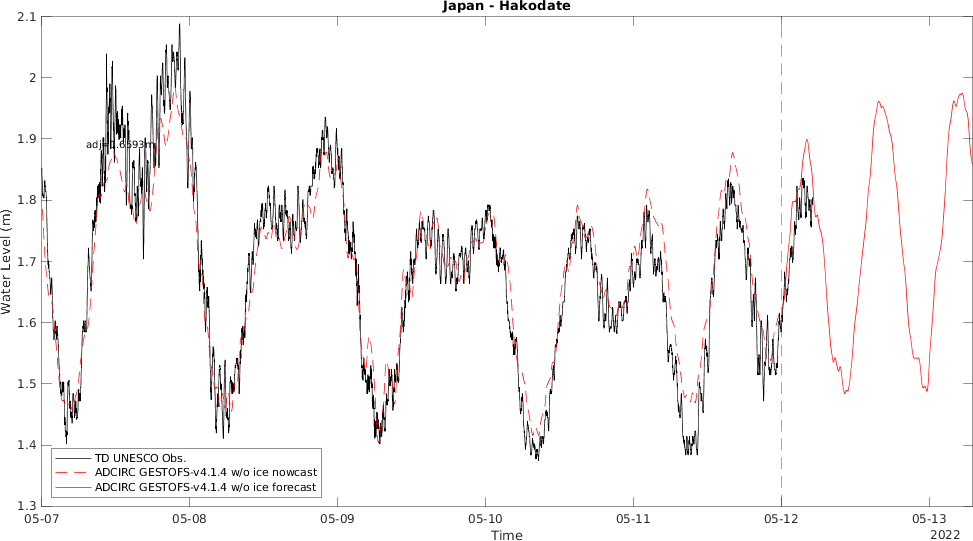 Japan - Hakodate
2.1
2
1.9
1.8
1.7
1.6
1.5
1.4
1.3
Water Level (m)
adj=1.6593m
TD UNESCO Obs.
ADCIRC GESTOFS-v4.1.4 w/o ice nowcast
ADCIRC GESTOFS-v4.1.4 w/o ice forecast
05-07 05-08 05-09 05-10 05-11 05-12 05-13
Time
2022